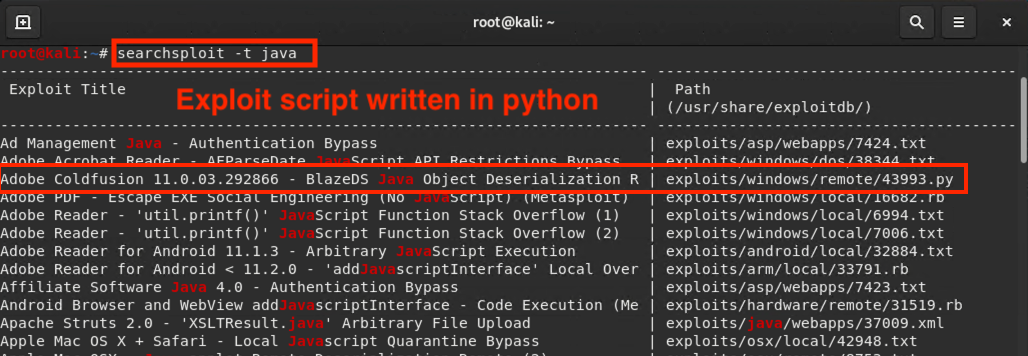 root@kali: ~
root@kali:~# searchsploit -t java
Exploit Title | Path
| (/usr/share/exploitdb/)
Exploit script written in python
Ad Management Java - Authentication Bypass | exploits/asp/webapps/7424.txt
Adobe Acrobat Reader - AFParseDate JavaScript API Restrictions Bypass | exploits/windows/dos/38344.txt
Adobe Coldfusion 11.0.03.292866 - BlazeDS Java Object Deserialization R | exploits/windows/remote/43993.py
Adobe PDF - Escape EXE Social Engineering (No JavaScript) (Metasploit) | exploits/windows/local/16682.rb
Adobe Reader - 'util.printf()' JavaScript Function Stack Overflow (1) | exploits/windows/local/6994.txt
Adobe Reader - 'util.printf()' JavaScript Function Stack Overflow (2) | exploits/windows/local/7006.txt
Adobe Reader for Android 11.1.3 - Arbitrary JavaScript Execution | exploits/android/local/32884.txt
Adobe Reader for Android < 11.2.0 - 'addJavascriptInterface' Local Over | exploits/arm/local/33791.rb
Affiliate Software Java 4.0 - Authentication Bypass | exploits/asp/webapps/7423.txt
Android Browser and WebView addJavascriptInterface - Code Execution (Me | exploits/hardware/remote/31519.rb
Apache Struts 2.0 - 'XSLTResult.java' Arbitrary File Upload | exploits/java/webapps/37009.xml
Apple Mac OS X + Safari - Local Javascript Quarantine Bypass | exploits/osx/local/42948.txt